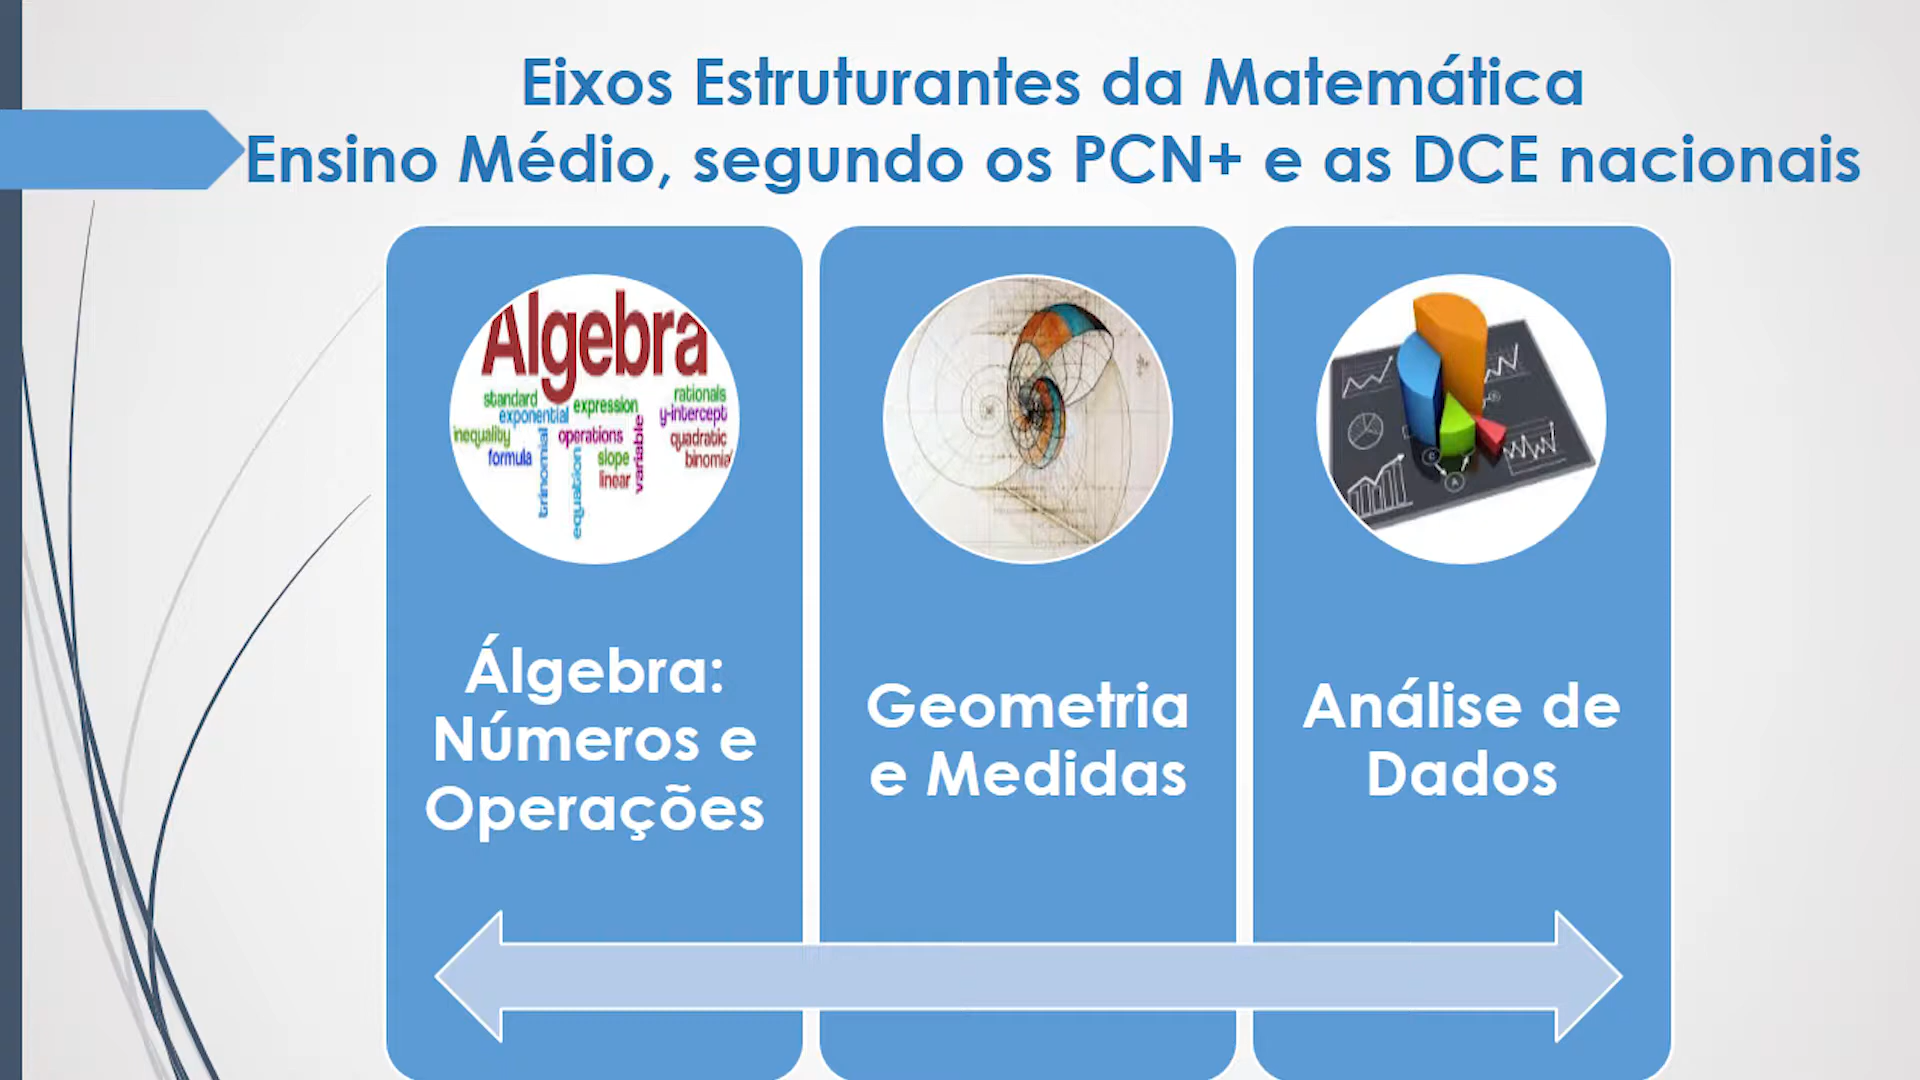 Eixos Estruturantes da Matemática
Ensino Médio, segundo os PCN+ e as DCE nacionais
Algebra
standard
rationals
exponential
expression
y-intercept
inequality
operations
quadratic
formula
trinomial
equation
slope
variable
binomial
linear
C
A
Álgebra:
Números e
Operações
Geometria
e Medidas
Análise de
Dados